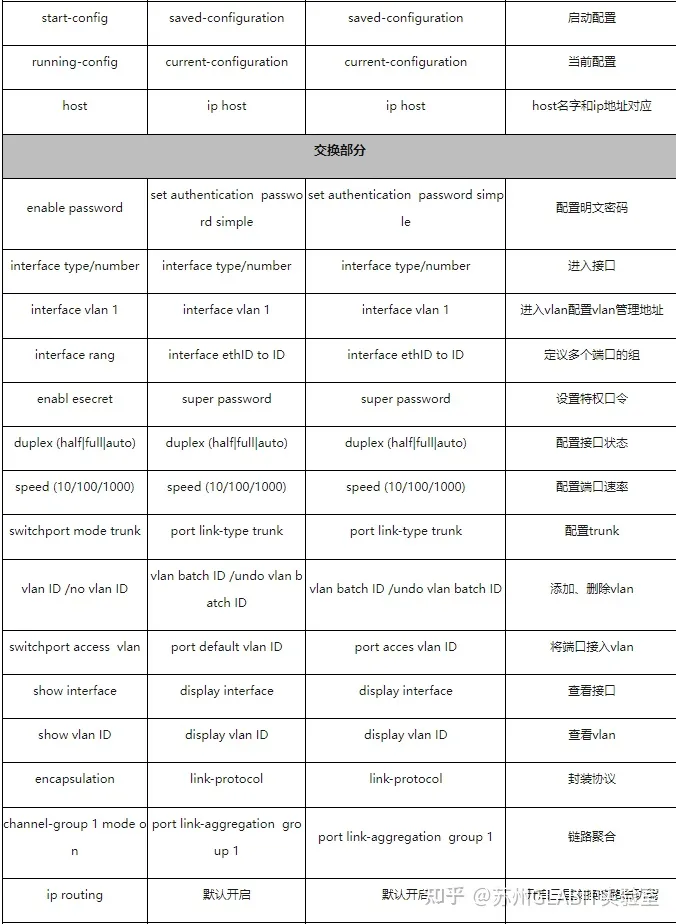 start-config saved-configuration saved-configuration 启动配置
running-config current-configuration current-configuration 当前配置
host ip host ip host host名字和ip地址对应
交换部分
enable password set authentication passwo set authentication password simp 配置明文密码
rd simple le
interface type/number interface type/number interface type/number 进入接口
interface vlan 1 interface vlan 1 interface vlan 1 进入vlan配置vlan管理地址
interface rang interface ethID to ID interface ethID to ID 定义多个端口的组
enabl esecret super password super password 设置特权口令
duplex (half|full|auto) duplex (half|full|auto) duplex (half|full|auto) 配置接口状态
speed (10/100/1000) speed (10/100/1000) speed (10/100/1000) 配置端口速率
switchport mode trunk port link-type trunk port link-type trunk 配置trunk
vlan ID /no vlan ID vlan batch ID /undo vlan b vlan batch ID /undo vlan batch ID 添加、删除vlan
atch ID
switchport access vlan port default vlan ID port acces vlan ID 将端口接入vlan
show interface display interface display interface 查看接口
show vlan ID display vlan ID display vlan ID 查看vlan
encapsulation link-protocol link-protocol 封装协议
channel-group 1 mode o port link-aggregation gro port link-aggregation group 1 链路聚合
n up 1
ip routing 默认开启 默认开启
知乎 @苏州CLAB实验室